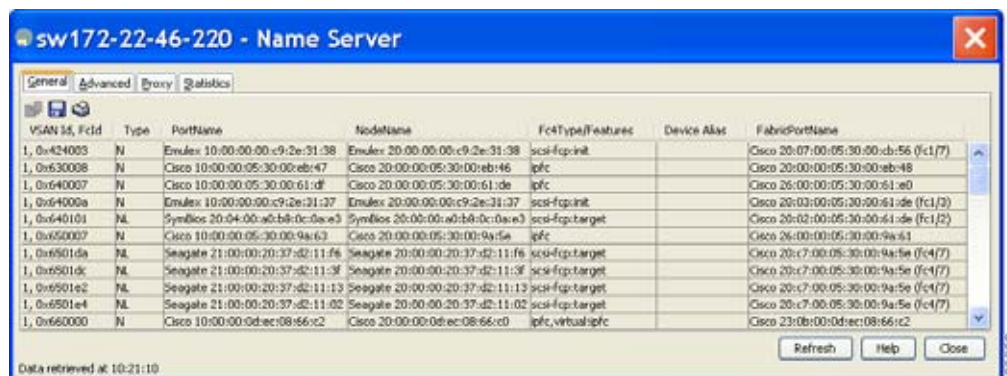 sw172-22-46-220 - Name Server
General Advanced Proxy Statistics
VSAN Id, FcId Type PortName NodeName Fc4Type/Features Device Alias FabricPortName
1, 0x424003 N Emulex 10:00:00:00:c9:2e:31:38 Emulex 20:00:00:00:c9:2e:31:38 scsi-fcp:init Cisco 20:07:00:05:30:00:cb:56 (fc1/7)
1, 0x630008 N Cisco 10:00:00:05:30:00:eb:47 Cisco 20:00:00:05:30:00:eb:46 ipfc Cisco 20:00:00:05:30:00:eb:48
1, 0x640007 N Cisco 10:00:00:05:30:00:61:df Cisco 20:00:00:05:30:00:61:de ipfc Cisco 26:00:00:05:30:00:61:e0
1, 0x64000a N Emulex 10:00:00:00:c9:2e:31:37 Emulex 20:00:00:00:c9:2e:31:37 scsi-fcp:init Cisco 20:03:00:05:30:00:61:de
1, 0x640101 NL SymBios 20:04:00:a0:b8:0c:0a:e3 SymBios 20:00:00:a0:b8:0c:0a:e3 scsi-fcp:target Cisco 20:02:00:05:30:00:61:de (fc1/2)
1, 0x650007 N Cisco 10:00:00:05:30:00:9a:63 Cisco 20:00:00:05:30:00:9a:5e ipfc Cisco 26:00:00:05:30:00:9a:61
1, 0x6501da NL Seagate 21:00:00:20:37:d2:11:f6 Seagate 20:00:00:20:37:d2:11:f6 scsi-fcp:target Cisco 20:c7:00:05:30:00:9a:5e (fc4/7)
1, 0x6501dc NL Seagate 21:00:00:20:37:d2:11:3f Seagate 20:00:00:20:37:d2:11:3f scsi-fcp:target Cisco 20:c7:00:05:30:00:9a:5e (fc4/7)
1, 0x6501e2 NL Seagate 21:00:00:20:37:d2:11:13 Seagate 20:00:00:20:37:d2:11:13 scsi-fcp:target Cisco 20:c7:00:05:30:00:9a:5e (fc4/7)
1, 0x6501e4 NL Seagate 21:00:00:20:37:d2:11:02 Seagate 20:00:00:20:37:d2:11:02 scsi-fcp:target Cisco 20:c7:00:05:30:00:9a:5e (fc4/7)
1, 0x660000 N Cisco 10:00:00:0d:ec:08:66:c2 Cisco 20:00:00:0d:ec:08:66:c0 ipfc,virtual:ipfc Cisco 23:0b:00:0d:ec:08:66:c2
Refresh Help Close
Data retrieved at 10:21:10